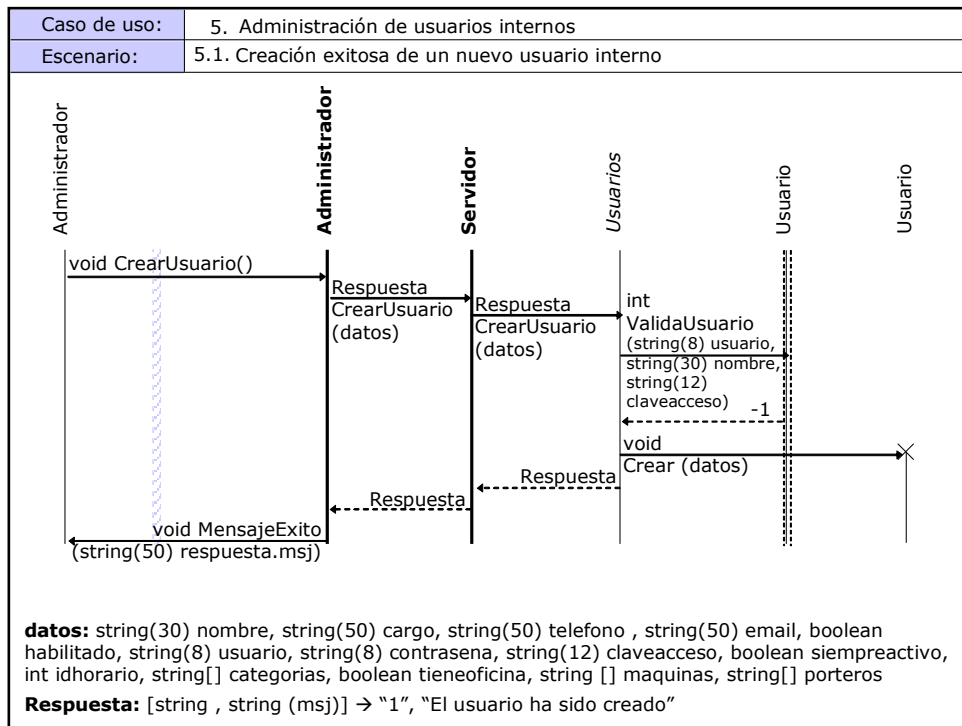 Caso de uso: 5. Administración de usuarios internos
Escenario: 5.1. Creación exitosa de un nuevo usuario interno
Administrador
Administrador
Servidor
Usuarios
Usuario
Usuario
void CrearUsuario()
Respuesta
CrearUsuario
(datos)
Respuesta
CrearUsuario
(datos)
int
ValidaUsuario
(string(8) usuario,
string(30) nombre,
string(12)
claveacceso)
-1
void
Crear (datos)
Respuesta
Respuesta
void MensajeExito
(string(50) respuesta.msj)
datos: string(30) nombre, string(50) cargo, string(50) telefono , string(50) email, boolean
habilitado, string(8) usuario, string(8) contrasena, string(12) claveacceso, boolean siempreactivo,
int idhorario, string[] categorias, boolean tieneoficina, string [] maquinas, string[] porteros
Respuesta: [string , string (msj)] → “1”, “El usuario ha sido creado”